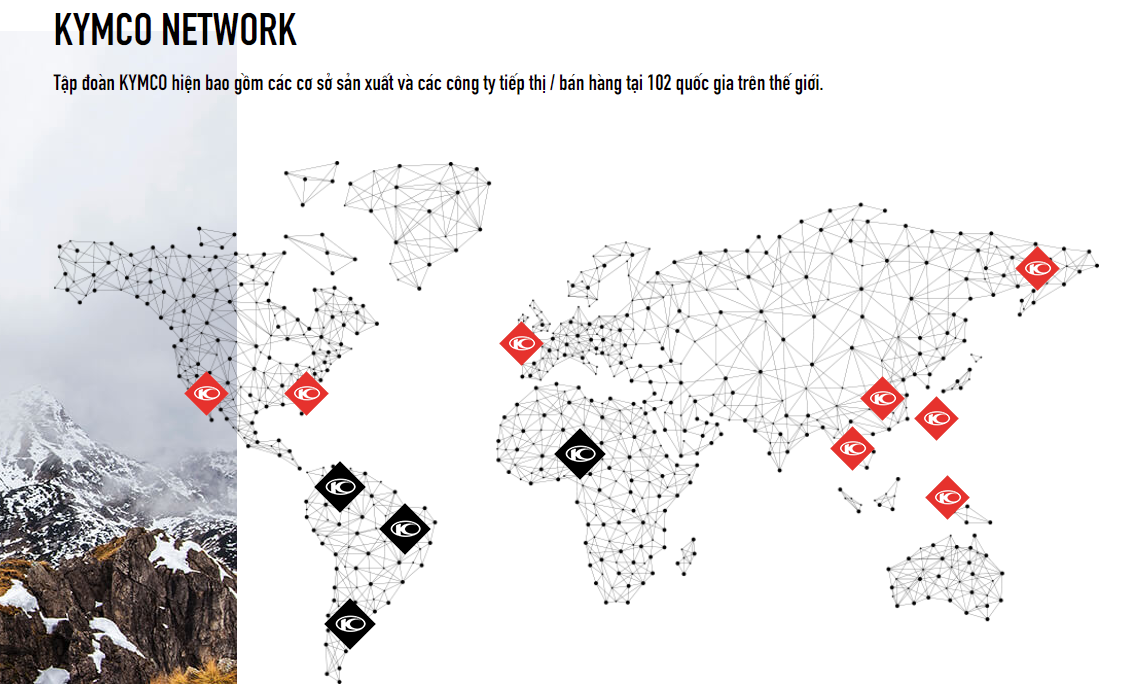 KYMCO NETWORK
Tập đoàn KYMCO hiện bao gồm các cơ sở sản xuất và các công ty tiếp thị / bán hàng tại 102 quốc gia trên thế giới.